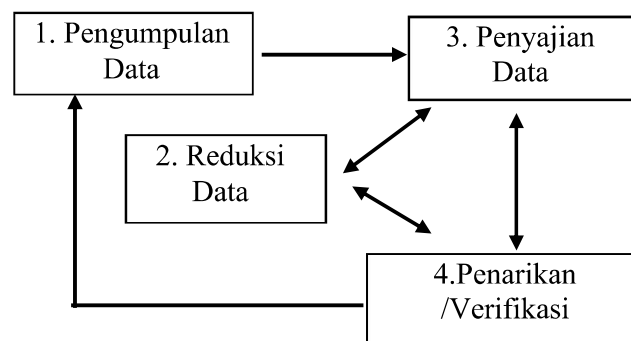 1. Pengumpulan
Data
3. Penyajian
Data
2. Reduksi
Data
4.Penarikan
/Verifikasi